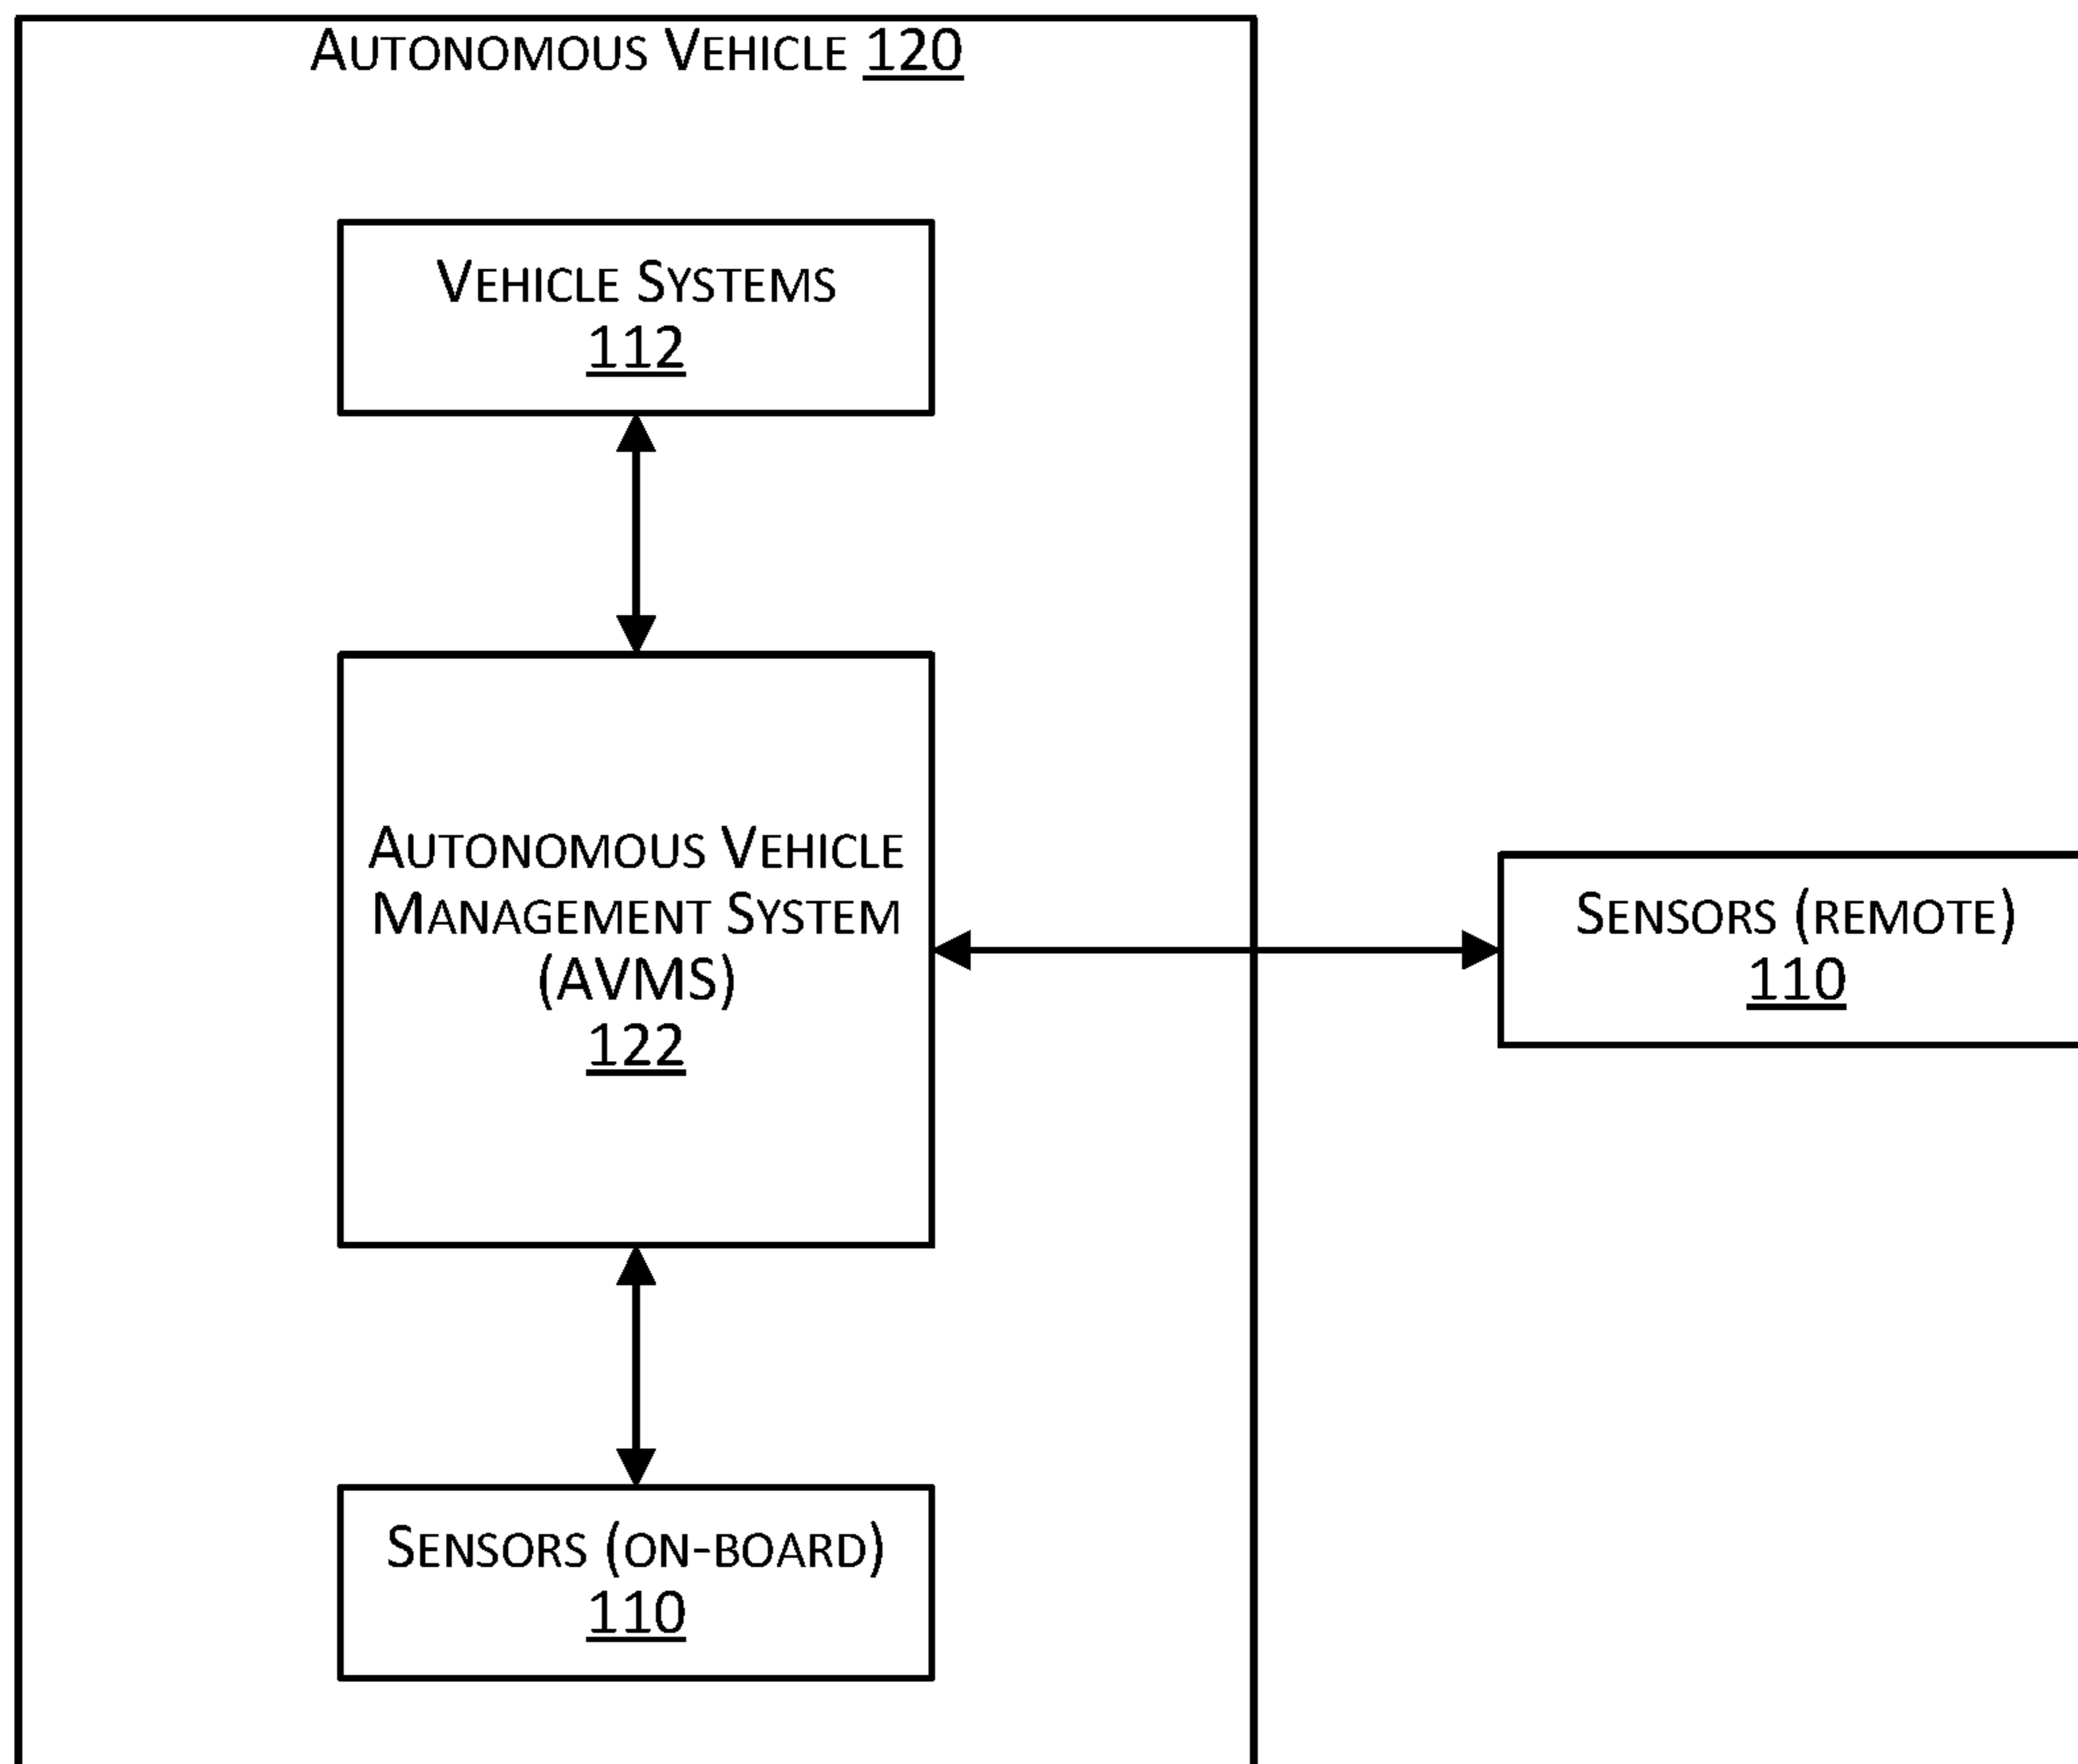 Autonomous Vehicle 120
Vehicle Systems
112
Autonomous Vehicle
Management System
(AVMS)
122
Sensors (remote)
110
Sensors (on-board)
110